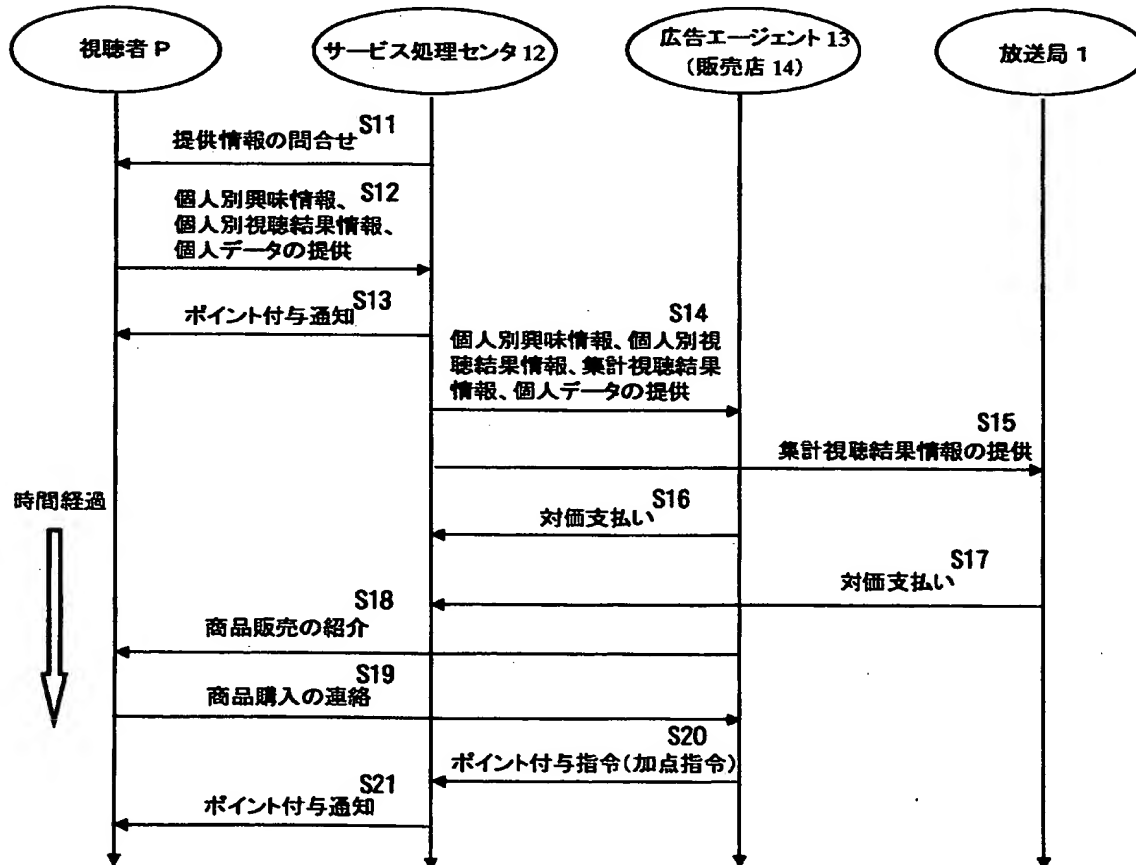 視聴者 P
サービス処理センタ 12
広告エージェント 13
(販売店 14)
放送局 1
S11
提供情報の問合せ
S12
個人別興味情報、
個人別視聴結果情報、
個人データの提供
S13
ポイント付与通知
S14
個人別興味情報、個人別視
聴結果情報、集計視聴結果
情報、個人データの提供
S15
集計視聴結果情報の提供
時間経過
S16
対価支払い
S17
対価支払い
S18
商品販売の紹介
S19
商品購入の連絡
S20
ポイント付与指令(加点指令)
S21
ポイント付与通知